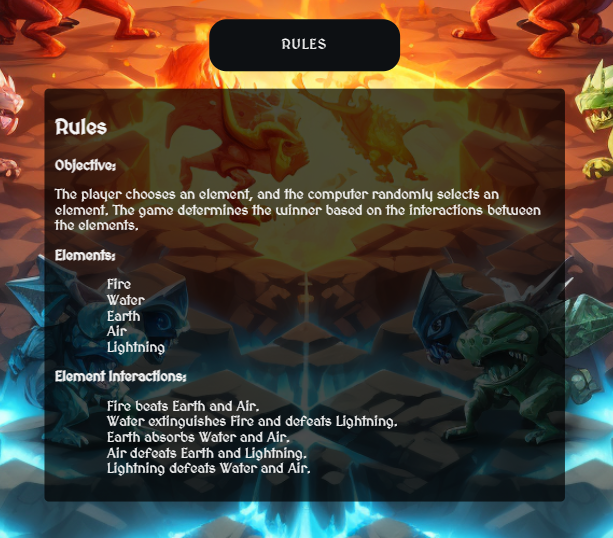 RULES
Rules
Objective:
The player chooses an element, and the computer randomly selects an
element. The game determines the winner based on the interactions between
the elements.
Elements:
Fire
Water
Earth
Air
Lightning
Element Interactions:
Fire beats Earth and Air.
Water extinguishes Fire and defeats Lightning.
Earth absorbs Water and Air.
Air defeats Earth and Lightning.
Lightning defeats Water and Air.